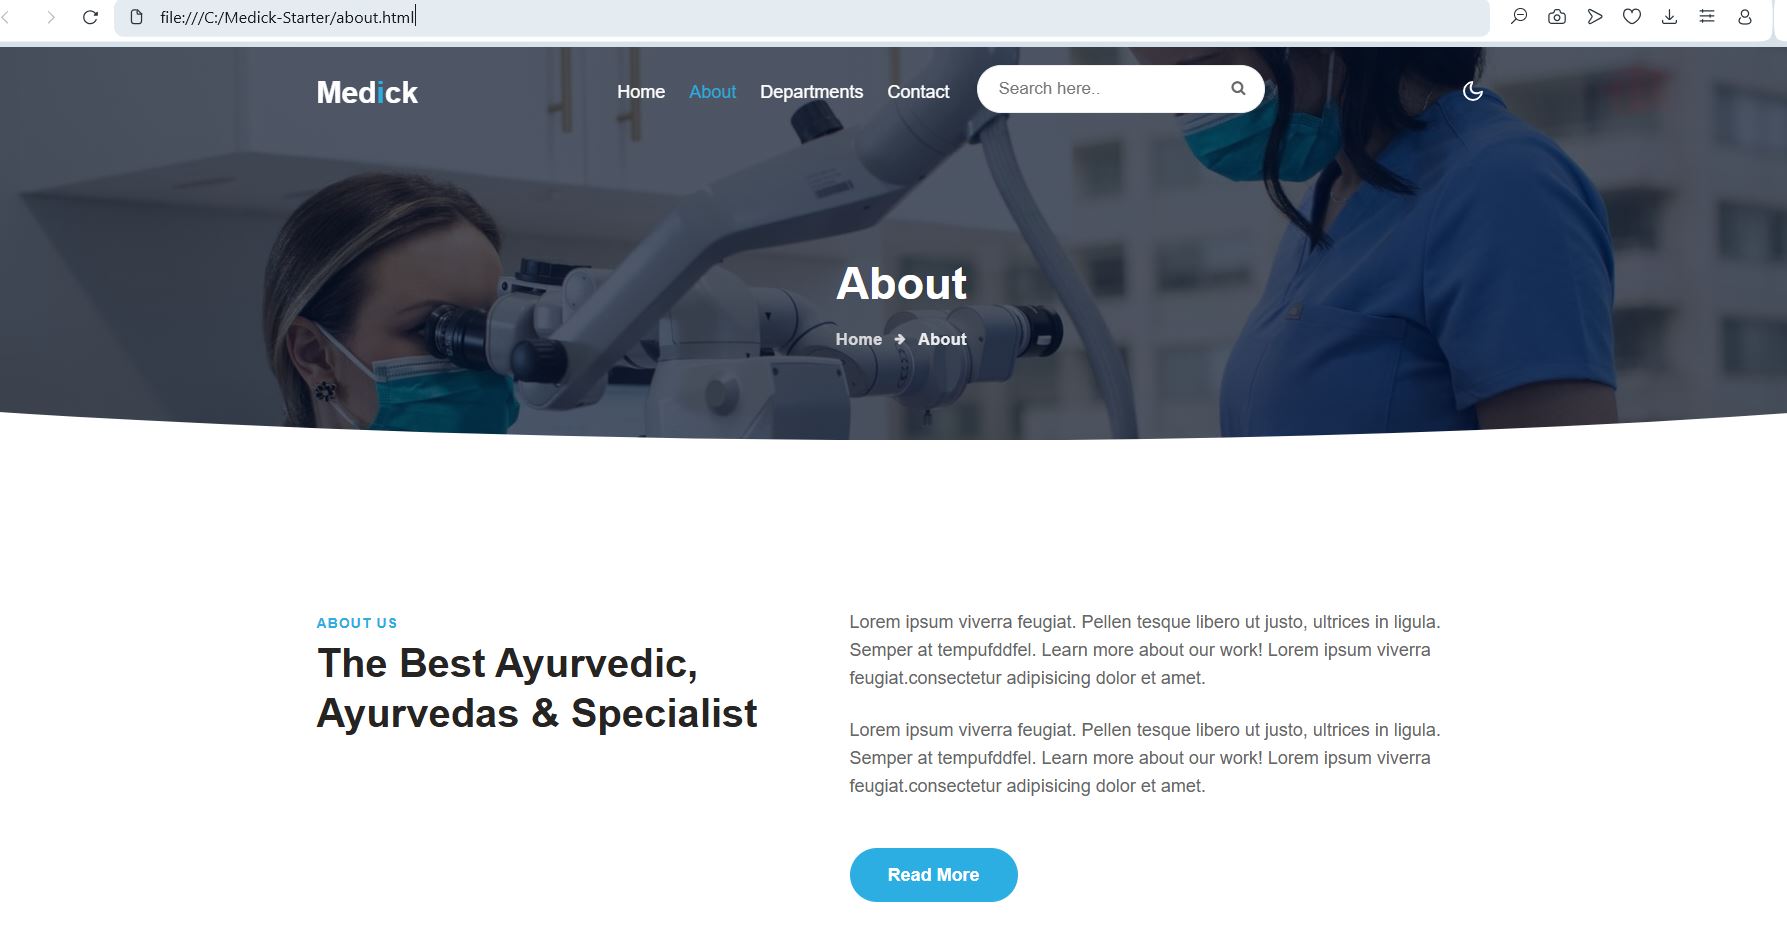 file:///C:/Medick-Starter/about.html
Medick
Home About Departments Contact Search here..
About
Home About
ABOUT US
The Best Ayurvedic,
Ayurvedas & Specialist
Lorem ipsum viverra feugiat. Pellen tesque libero ut justo, ultrices in ligula.
Semper at tempufddfel. Learn more about our work! Lorem ipsum viverra
feugiat.consectetur adipisicing dolor et amet.
Lorem ipsum viverra feugiat. Pellen tesque libero ut justo, ultrices in ligula.
Semper at tempufddfel. Learn more about our work! Lorem ipsum viverra
feugiat.consectetur adipisicing dolor et amet.
Read More